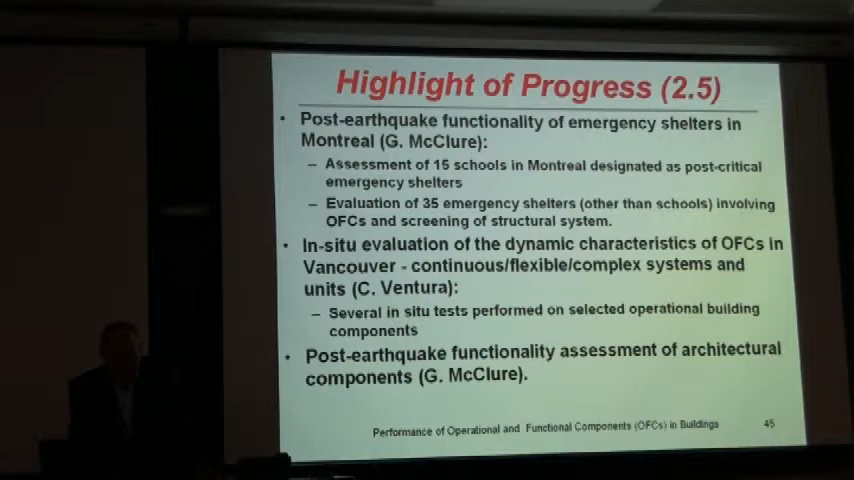 Highlight of Progress (2.5)
• Post-earthquake functionality of emergency shelters in
Montreal (G. McClure):
– Assessment of 15 schools in Montreal designated as post-critical
emergency shelters
– Evaluation of 35 emergency shelters (other than schools) involving
OFCs and screening of structural system.
• In-situ evaluation of the dynamic characteristics of OFCs in
Vancouver - continuous/flexible/complex systems and
units (C. Ventura):
– Several in situ tests performed on selected operational building
components
• Post-earthquake functionality assessment of architectural
components (G. McClure).
Performance of Operational and Functional Components (OFCs) in Buildings 45